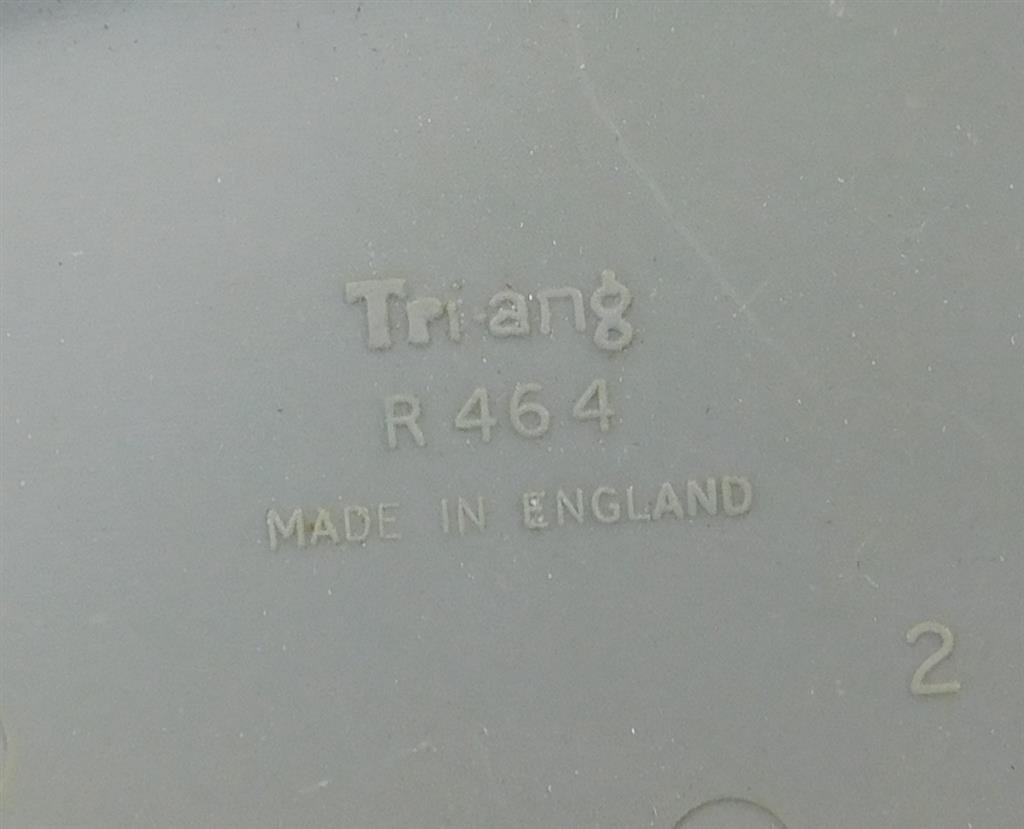 Tri-ang
R 464
MADE IN ENGLAND
2